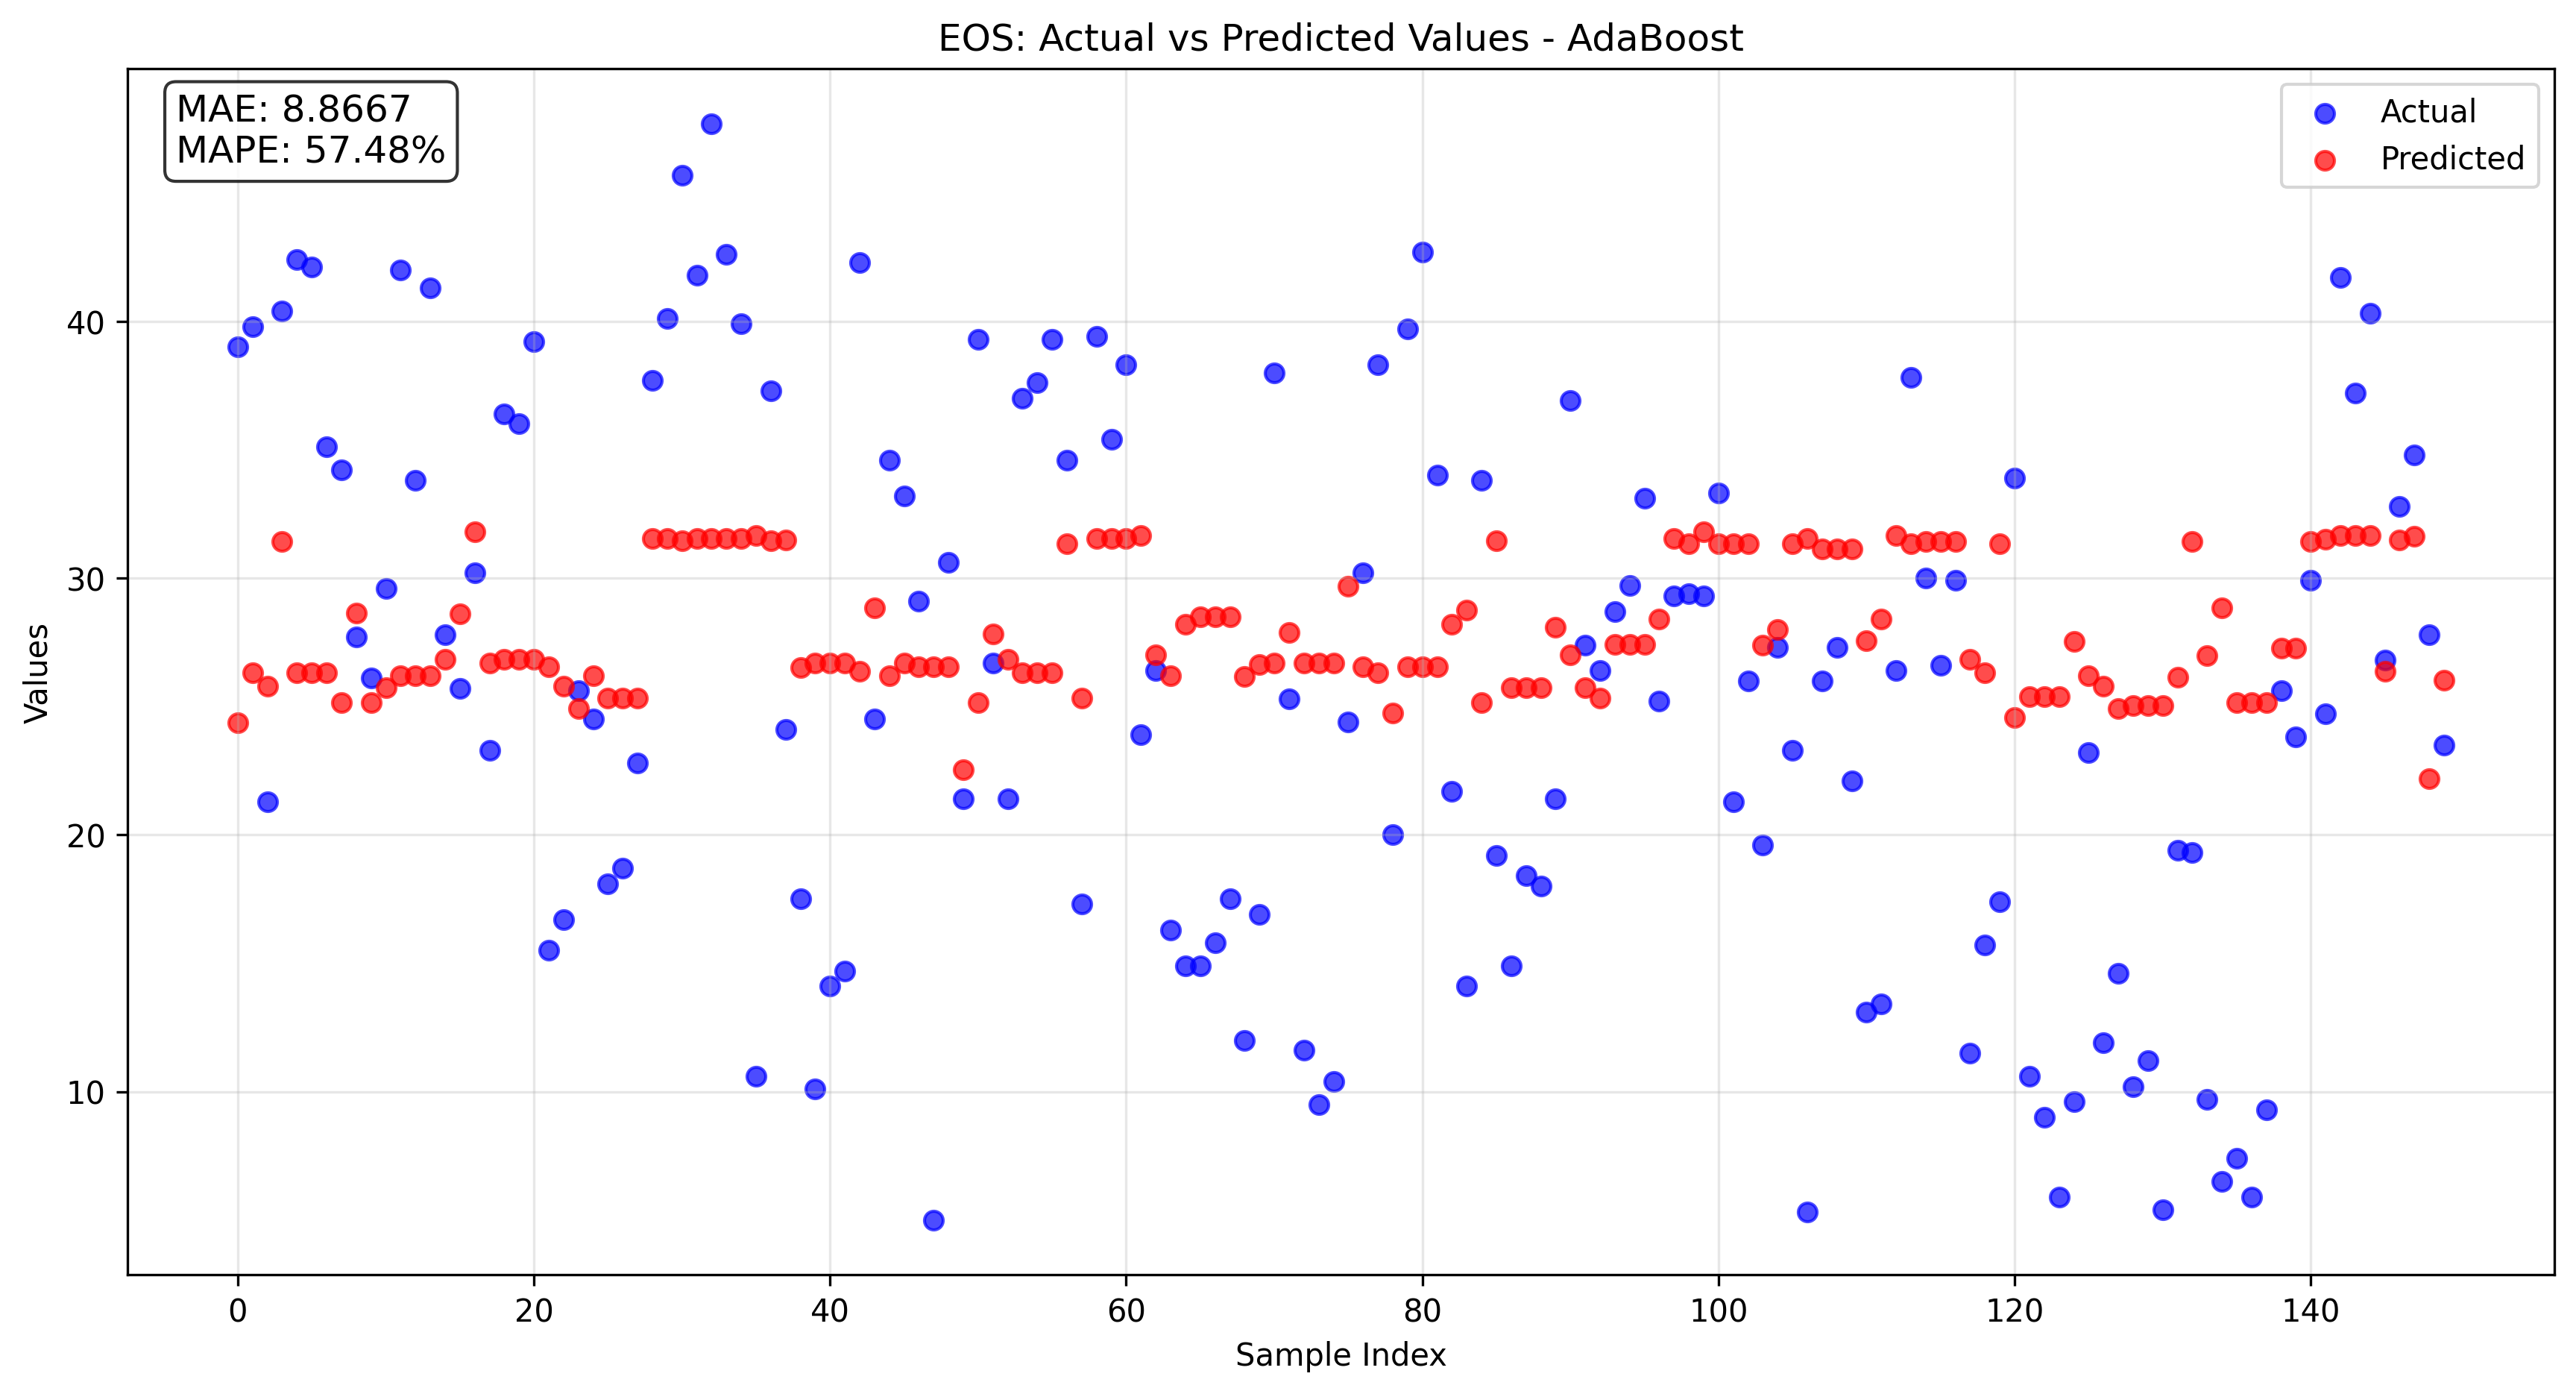 EOS: Actual vs Predicted Values - AdaBoost
MAE: 8.8667
MAPE: 57.48%
Actual
Predicted
Values
40
30
20
10
0 20 40 60 80 100 120 140
Sample Index